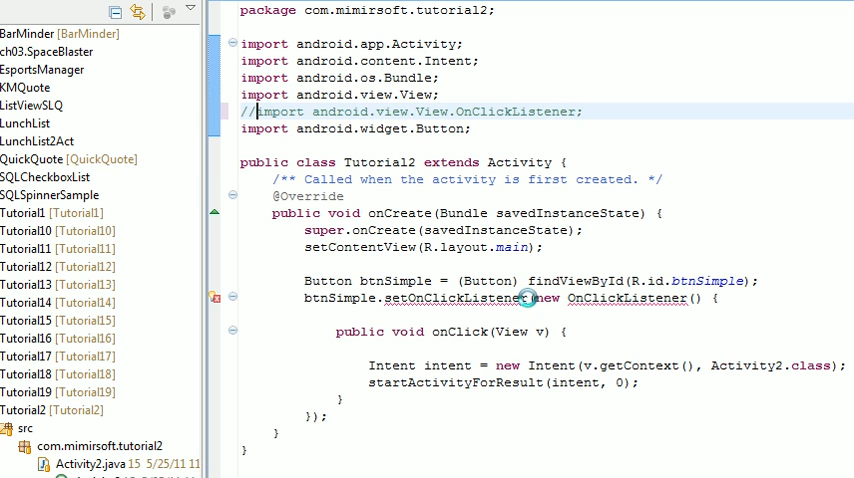 BarMinder [BarMinder]
ch03.SpaceBlaster
EsportsManager
KMQuote
ListViewSLQ
LunchList
LunchList2Act
QuickQuote [QuickQuote]
SQLCheckboxList
SQLSpinnerSample
Tutorial1 [Tutorial1]
Tutorial10 [Tutorial10]
Tutorial11 [Tutorial11]
Tutorial12 [Tutorial12]
Tutorial13 [Tutorial13]
Tutorial14 [Tutorial14]
Tutorial15 [Tutorial15]
Tutorial16 [Tutorial16]
Tutorial17 [Tutorial17]
Tutorial18 [Tutorial18]
Tutorial19 [Tutorial19]
Tutorial2 [Tutorial2]
src
com.mimirsoft.tutorial2
Activity2.java 15 5/25/11 11
package com.mimirsoft.tutorial2;
import android.app.Activity;
import android.content.Intent;
import android.os.Bundle;
import android.view.View;
//import android.view.View.OnClickListener;
import android.widget.Button;
public class Tutorial2 extends Activity {
/** Called when the activity is first created. */
@Override
public void onCreate(Bundle savedInstanceState) {
super.onCreate(savedInstanceState);
setContentView(R.layout.main);
Button btnSimple = (Button) findViewById(R.id.btnSimple);
btnSimple.setOnClickListener(new OnClickListener() {
public void onClick(View v) {
Intent intent = new Intent(v.getContext(), Activity2.class);
startActivityForResult(intent, 0);
}
});
}
}